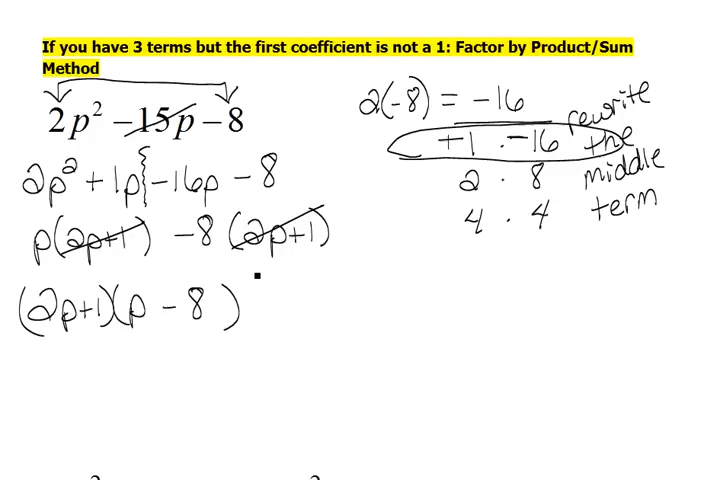 If you have 3 terms but the first coefficient is not a 1: Factor by Product/Sum
Method
2p² - 15p - 8
2(-8) = -16
+1 · -16
2 · 8
4 · 4
rewrite
the
middle
term
2p² + 1p { - 16p - 8
p(2p+1) - 8 (2p+1)
(2p+1)(p - 8)